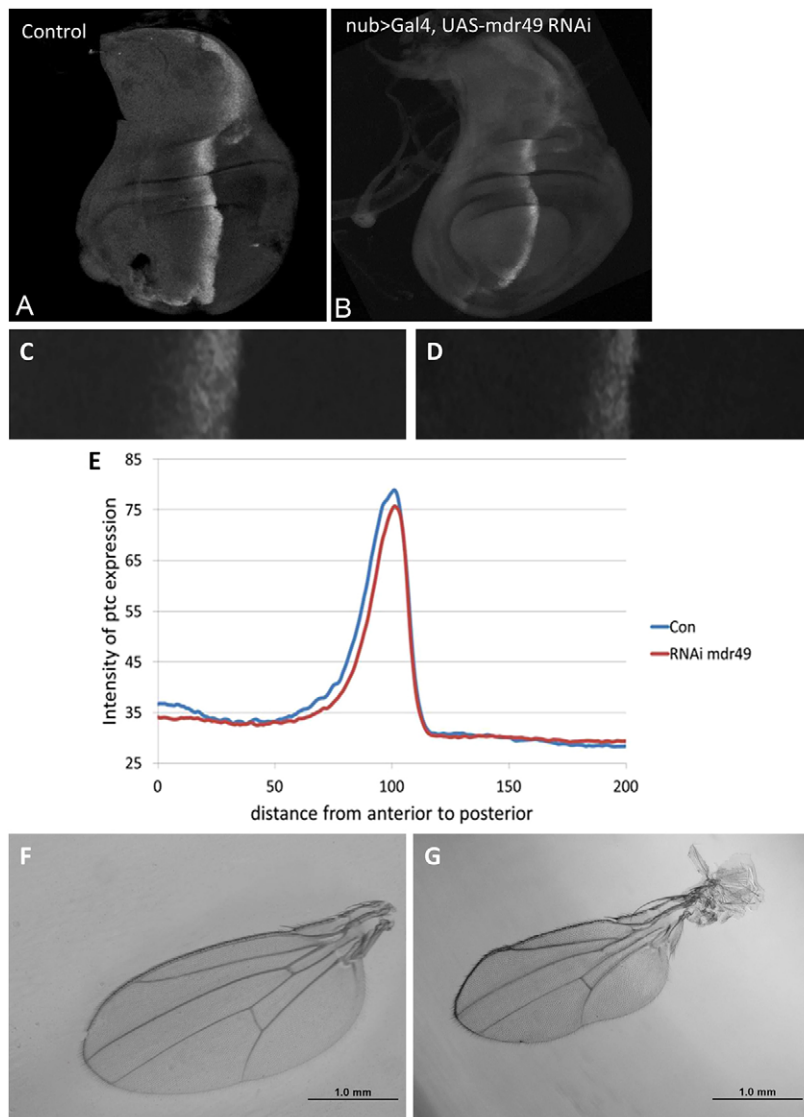 Control
nub>Gal4, UAS-mdr49 RNAi
A
B
C
D
E
85
75
65
55
45
35
25
Intensity of ptc expression
0
50
100
150
200
distance from anterior to posterior
Con
RNAi mdr49
F
G
1.0 mm
1.0 mm